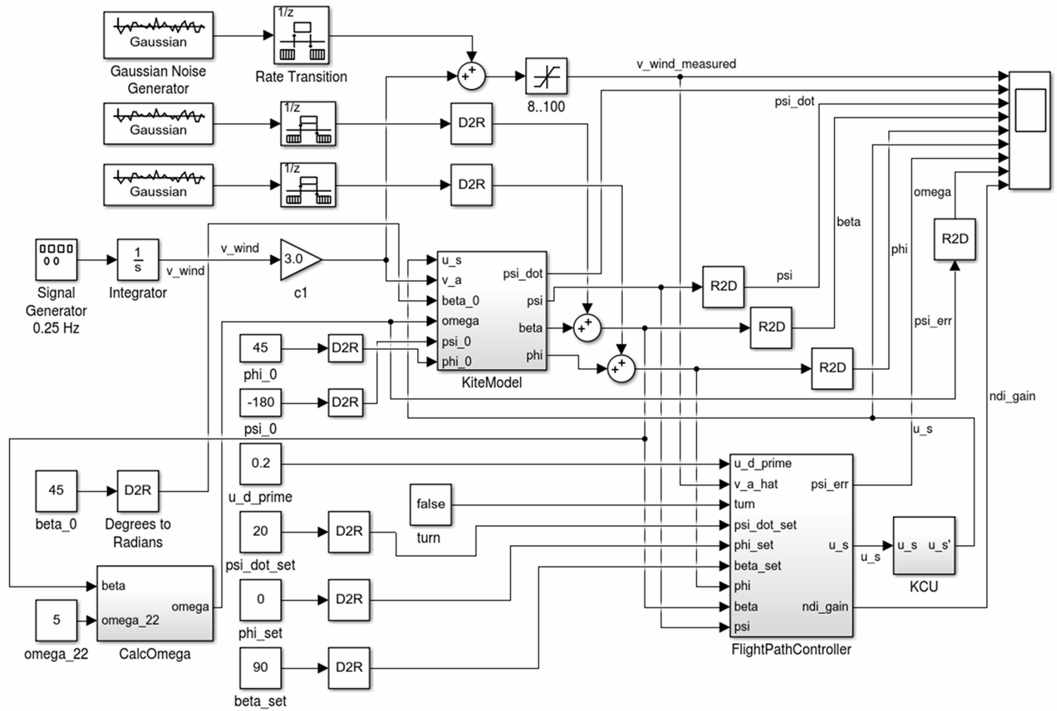 1/z
Gaussian
Gaussian Noise
Generator
Rate Transition
++
8..100
v_wind_measured
1/z
Gaussian
D2R
psi_dot
1/z
Gaussian
D2R
omega
beta
phi
R2D
Signal
Generator
0.25 Hz
1
s
Integrator
v_wind
v_wind
3.0
c1
u_s
v_a
beta_0
omega
psi_0
phi_0
psi_dot
psi
beta
phi
KiteModel
++
++
psi
R2D
R2D
R2D
psi_err
ndi_gain
u_s
45
D2R
phi_0
-180
D2R
psi_0
0.2
u_d_prime
45
D2R
beta_0
Degrees to
Radians
false
turn
20
D2R
psi_dot_set
0
D2R
phi_set
90
D2R
beta_set
beta
omega_22
omega
CalcOmega
5
omega_22
u_d_prime
v_a_hat
turn
psi_dot_set
phi_set
beta_set
phi
beta
psi
psi_err
u_s
ndi_gain
FlightPathController
u_s
u_s
u_s'
KCU